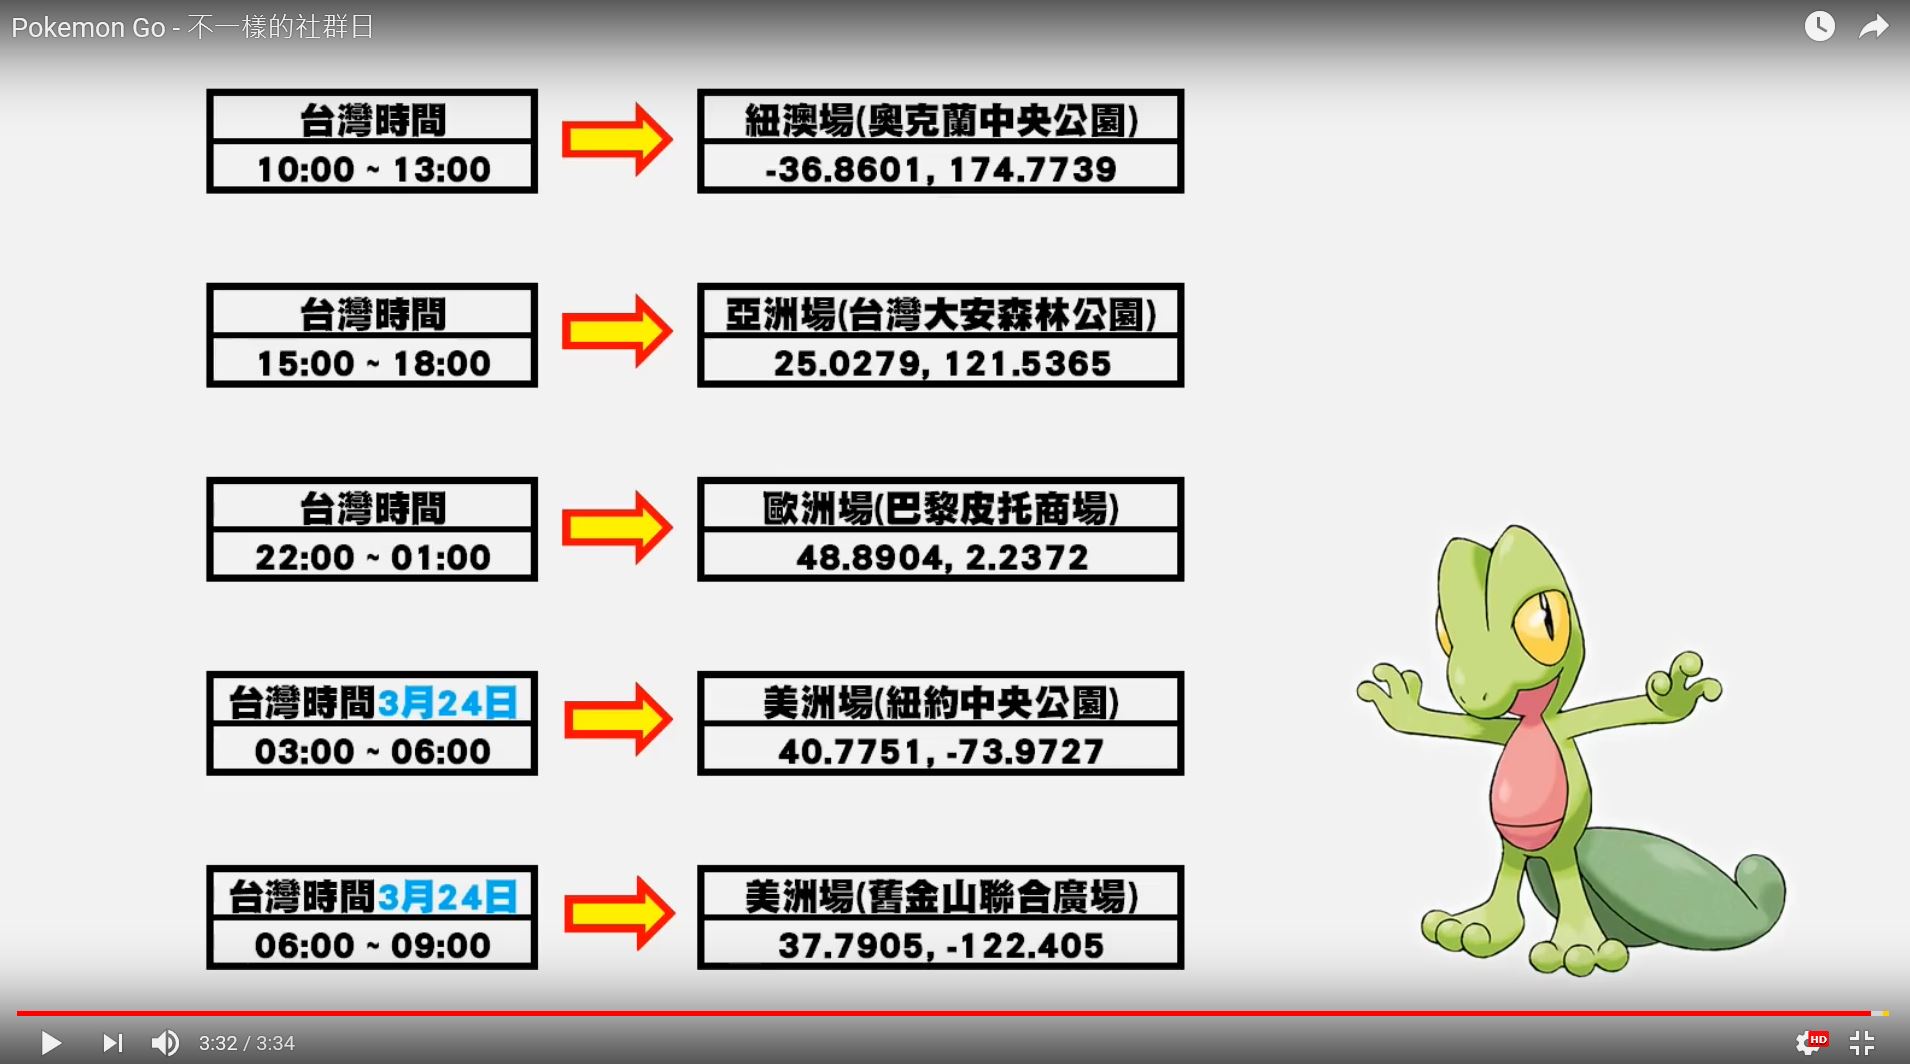 Pokemon Go - 不一樣的社群日
台灣時間
10:00 ~ 13:00
紐澳場(奧克蘭中央公園)
-36.8601, 174.7739
台灣時間
15:00 ~ 18:00
亞洲場(台灣大安森林公園)
25.0279, 121.5365
台灣時間
22:00 ~ 01:00
歐洲場(巴黎皮托商場)
48.8904, 2.2372
台灣時間3月24日
03:00 ~ 06:00
美洲場(紐約中央公園)
40.7751, -73.9727
台灣時間3月24日
06:00 ~ 09:00
美洲場(舊金山聯合廣場)
37.7905, -122.405
3:32 / 3:34
HD